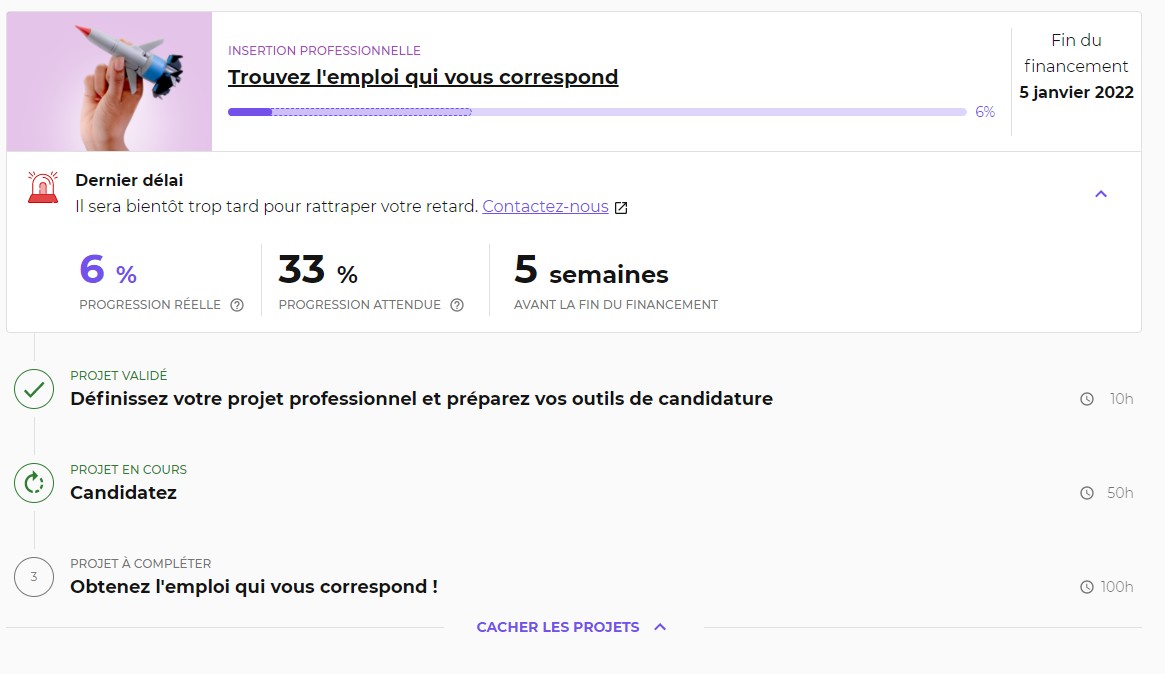 INSERTION PROFESSIONNELLE
Trouvez l'emploi qui vous correspond
6%
Fin du
financement
5 janvier 2022
Dernier délai
Il sera bientôt trop tard pour rattraper votre retard. Contactez-nous
6 %
PROGRESSION RÉELLE ?
33 %
PROGRESSION ATTENDUE ?
5 semaines
AVANT LA FIN DU FINANCEMENT
PROJET VALIDÉ
Définissez votre projet professionnel et préparez vos outils de candidature
10h
PROJET EN COURS
Candidatez
50h
3
PROJET À COMPLÉTER
Obtenez l'emploi qui vous correspond !
100h
CACHER LES PROJETS